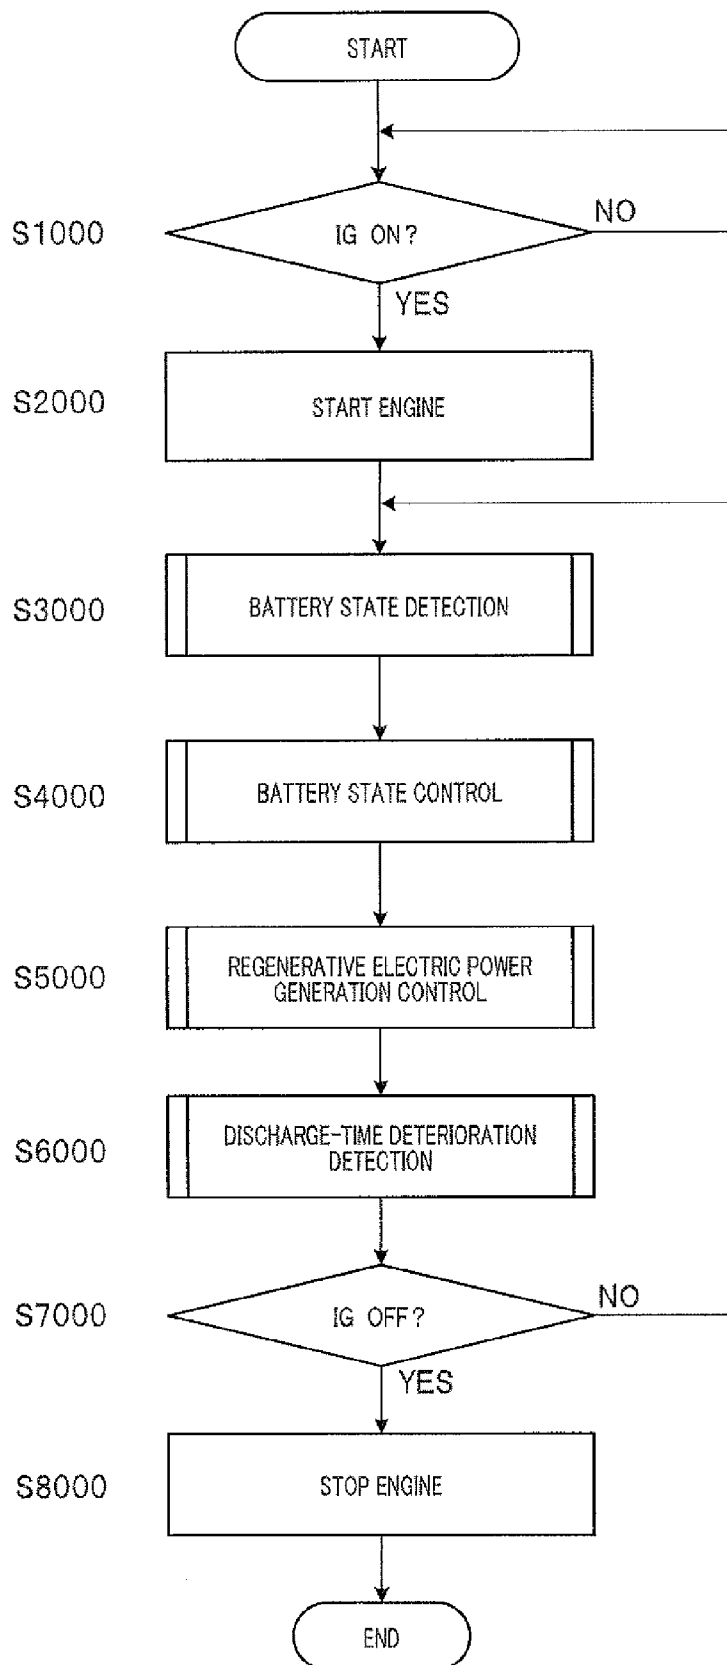 START
S1000
IG ON?
NO
YES
S2000
START ENGINE
S3000
BATTERY STATE DETECTION
S4000
BATTERY STATE CONTROL
S5000
REGENERATIVE ELECTRIC POWER
GENERATION CONTROL
S6000
DISCHARGE-TIME DETERIORATION
DETECTION
S7000
IG OFF?
NO
YES
S8000
STOP ENGINE
END